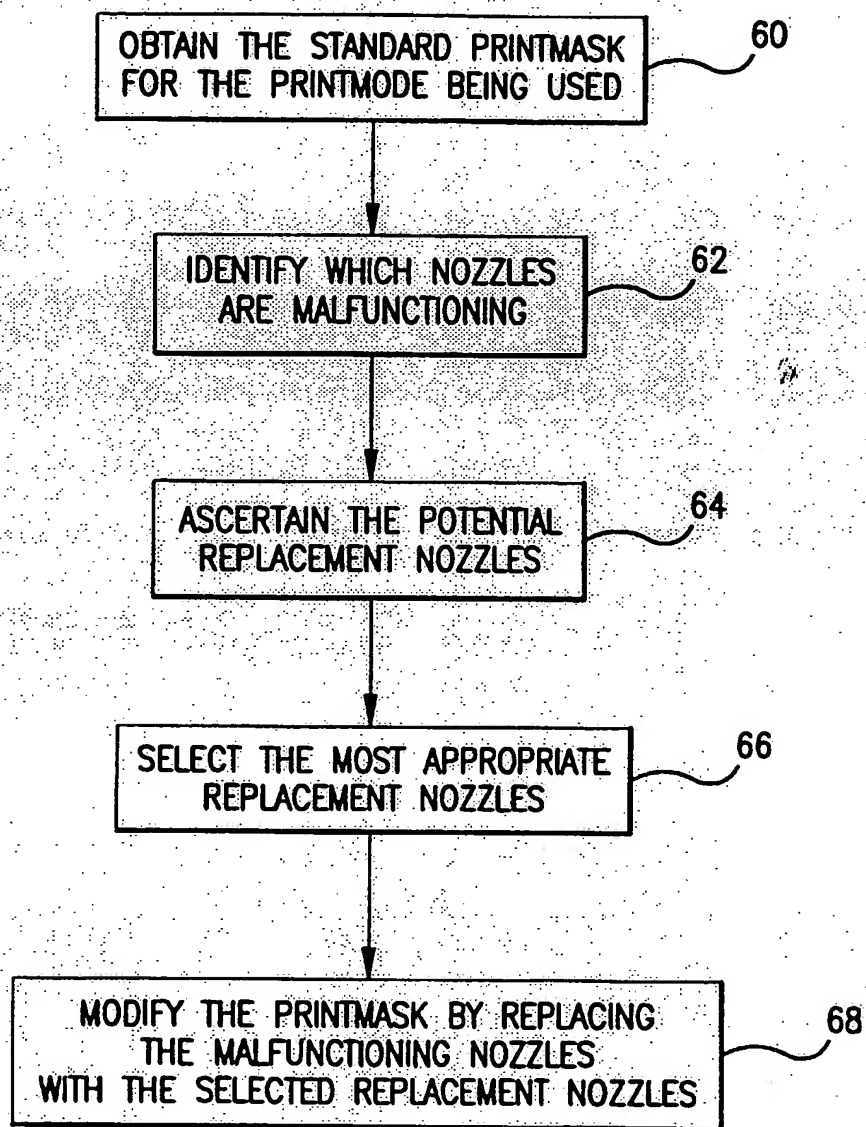 OBTAIN THE STANDARD PRINTMASK
FOR THE PRINTMODE BEING USED
60
IDENTIFY WHICH NOZZLES
ARE MALFUNCTIONING
62
ASCERTAIN THE POTENTIAL
REPLACEMENT NOZZLES
64
SELECT THE MOST APPROPRIATE
REPLACEMENT NOZZLES
66
MODIFY THE PRINTMASK BY REPLACING
THE MALFUNCTIONING NOZZLES
WITH THE SELECTED REPLACEMENT NOZZLES
68